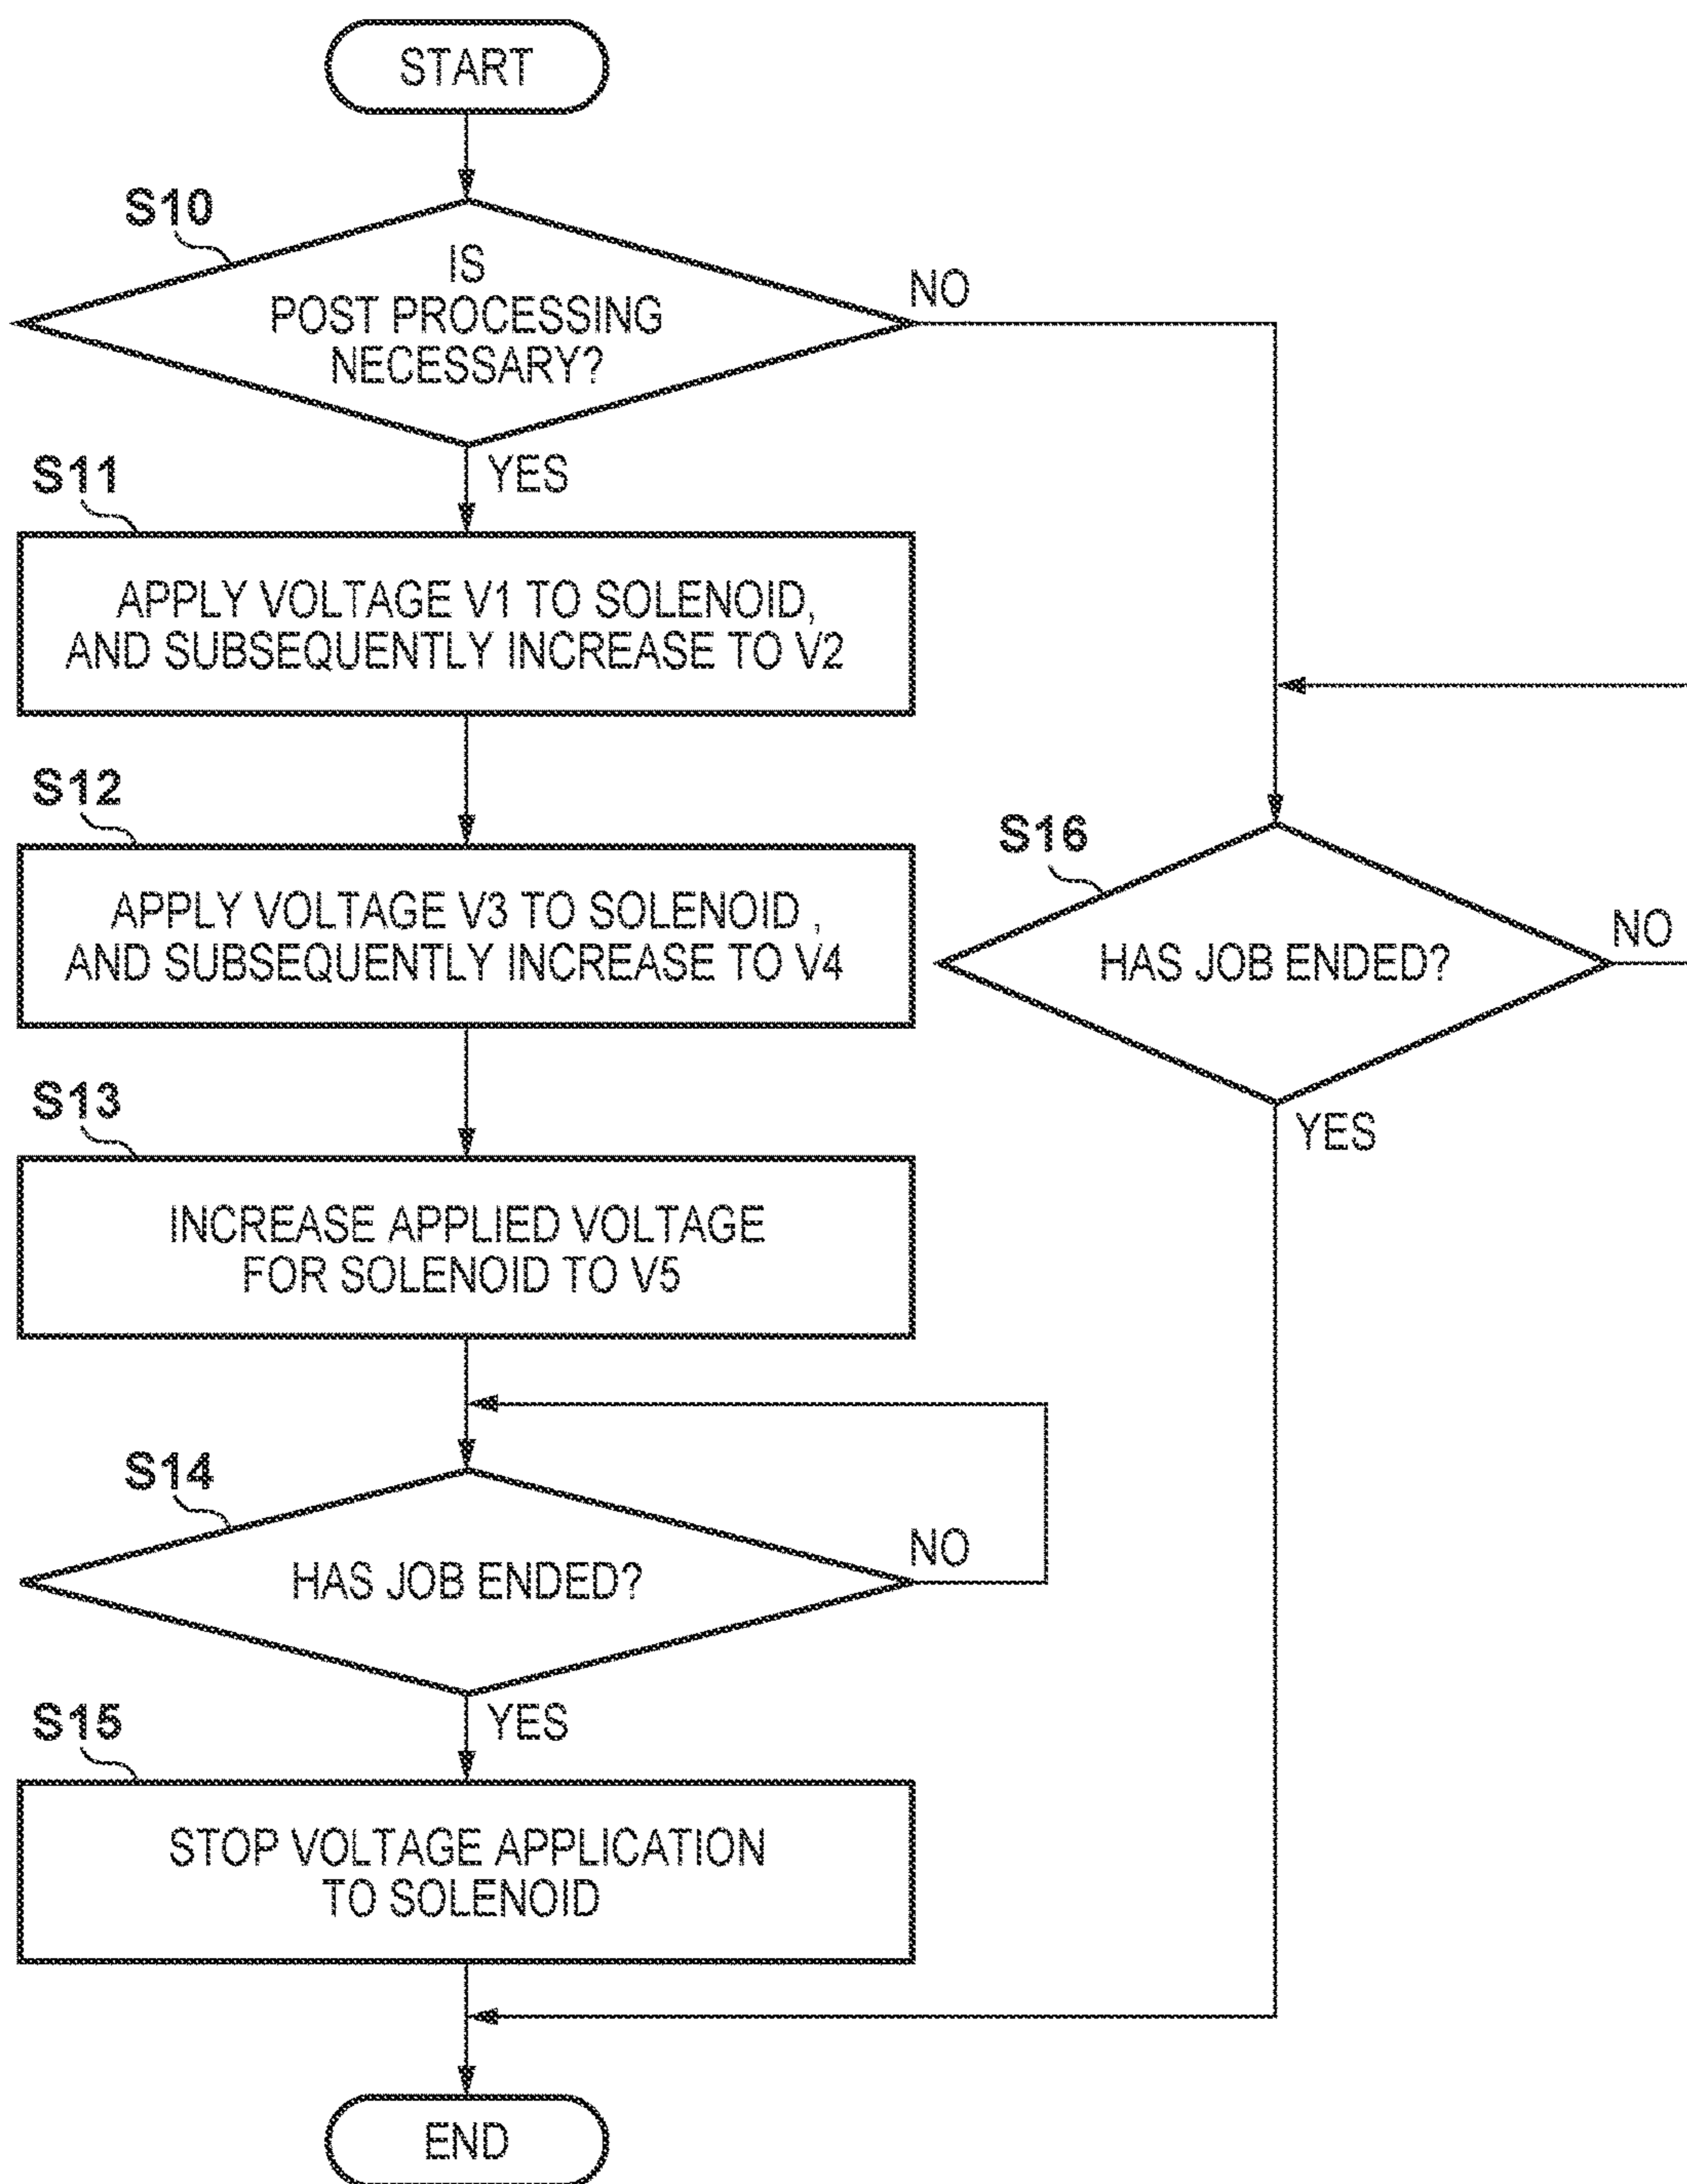 START
S10
IS
POST PROCESSING
NECESSARY?
NO
YES
S11
APPLY VOLTAGE V1 TO SOLENOID,
AND SUBSEQUENTLY INCREASE TO V2
S12
APPLY VOLTAGE V3 TO SOLENOID ,
AND SUBSEQUENTLY INCREASE TO V4
S16
HAS JOB ENDED?
NO
YES
S13
INCREASE APPLIED VOLTAGE
FOR SOLENOID TO V5
S14
HAS JOB ENDED?
NO
YES
S15
STOP VOLTAGE APPLICATION
TO SOLENOID
END